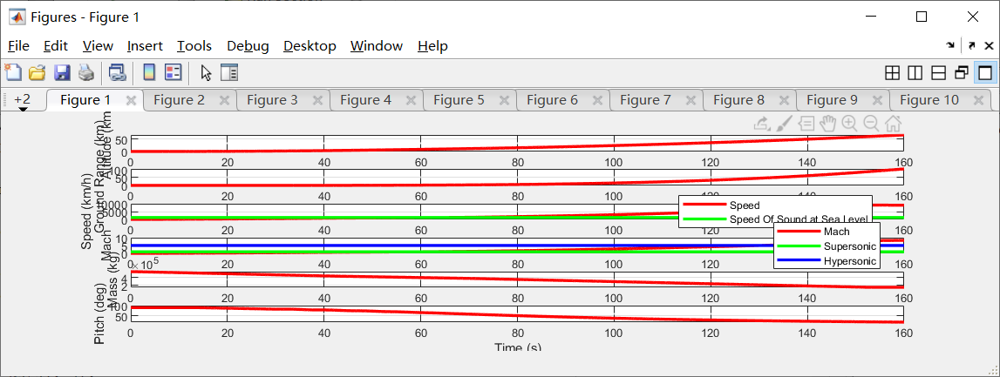 Figures - Figure 1
File Edit View Insert Tools Debug Desktop Window Help
+2 Figure 1 Figure 2 Figure 3 Figure 4 Figure 5 Figure 6 Figure 7 Figure 8 Figure 9 Figure 10
Altitude (km
50
0
0 20 40 60 80 100 120 140 160
Ground Range (km)
100
50
0
0 20 40 60 80 100 120 140 160
Speed (km/h)
10000
5000
0
0 20 40 60 80 100 120 140 160
Speed
Speed Of Sound at Sea Level
Mach
10
5
0
0 20 40 60 80 100 120 140 160
Mach
Supersonic
Hypersonic
Mass (kg)
×10^5
4
2
0 20 40 60 80 100 120 140 160
Pitch (deg)
100
50
0 20 40 60 80 100 120 140 160
Time (s)